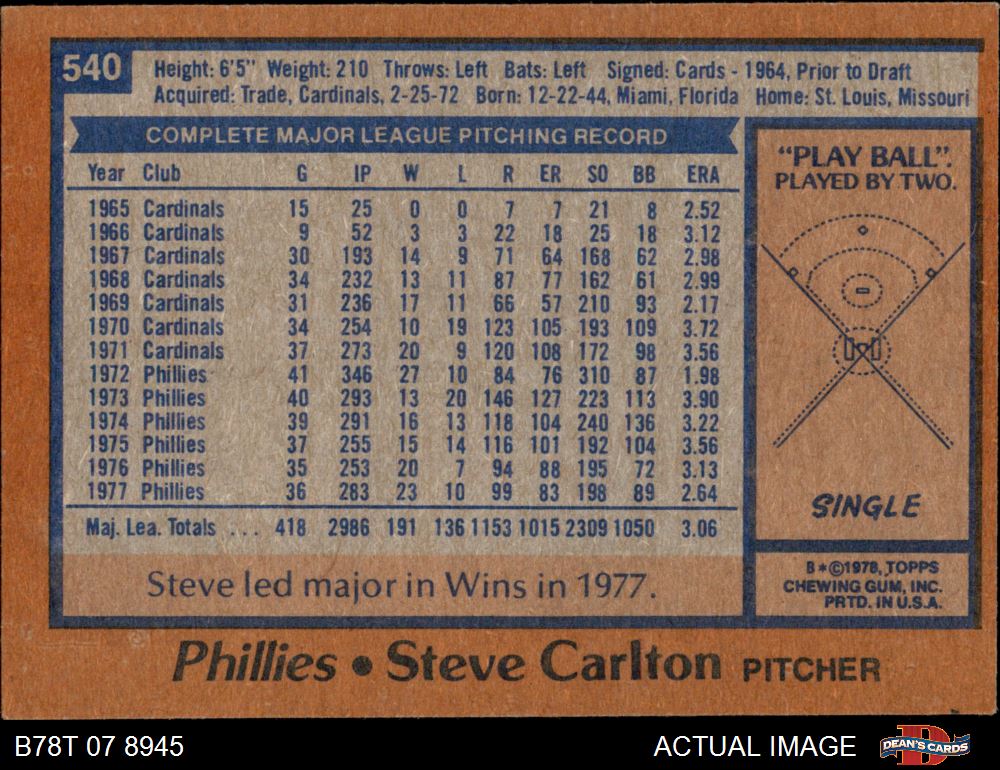 540
Height: 6'5" Weight: 210 Throws: Left Bats: Left Signed: Cards - 1964, Prior to Draft
Acquired: Trade, Cardinals, 2-25-72 Born: 12-22-44, Miami, Florida Home: St. Louis, Missouri
COMPLETE MAJOR LEAGUE PITCHING RECORD
Year Club G IP W L R ER SO BB ERA
1965 Cardinals 15 25 0 0 7 7 21 8 2.52
1966 Cardinals 9 52 3 3 22 18 25 18 3.12
1967 Cardinals 30 193 14 9 71 64 168 62 2.98
1968 Cardinals 34 232 13 11 87 77 162 61 2.99
1969 Cardinals 31 236 17 11 66 57 210 93 2.17
1970 Cardinals 34 254 10 19 123 105 193 109 3.72
1971 Cardinals 37 273 20 9 120 108 172 98 3.56
1972 Phillies 41 346 27 10 84 76 310 87 1.98
1973 Phillies 40 293 13 20 146 127 223 113 3.90
1974 Phillies 39 291 16 13 118 104 240 136 3.22
1975 Phillies 37 255 15 14 116 101 192 104 3.56
1976 Phillies 35 253 20 7 94 88 195 72 3.13
1977 Phillies 36 283 23 10 99 83 198 89 2.64
Maj. Lea. Totals ... 418 2986 191 136 1153 1015 2309 1050 3.06
Steve led major in Wins in 1977.
"PLAY BALL".
PLAYED BY TWO.
SINGLE
B*©1978, TOPPS
CHEWING GUM, INC.
PRTD. IN U.S.A.
Phillies • Steve Carlton PITCHER
B78T 07 8945
ACTUAL IMAGE
DEAN'S CARDS